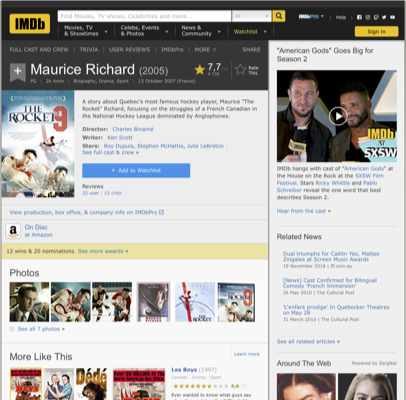 IMDb
Find Movies, TV shows, Celebrities and more...
All
IMDbPro
Help
Movies, TV & Showtimes
Celebs, Events & Photos
News & Community
Watchlist
Sign in
FULL CAST AND CREW | TRIVIA | USER REVIEWS | IMDbPro | MORE
SHARE
Maurice Richard (2005)
7,7
Rate This
PG | 2h 4min | Biography, Drama, Sport | 13 October 2007 (France)
THE ROCKET 9
A story about Quebec's most famous hockey player, Maurice "The
Rocket" Richard, focusing on the struggles of a French Canadian in
the National Hockey League dominated by Anglophones.
Director: Charles Binamé
Writer: Ken Scott
Stars: Roy Dupuis, Stephen McHattie, Julie LeBreton |
See full cast & crew »
+ Add to Watchlist
Reviews
32 user | 12 critic
View production, box office, & company info on IMDbPro
On Disc
at Amazon
12 wins & 20 nominations. See more awards »
Photos
See all 7 photos »
More Like This
Learn more
Les Boys (1997)
Comedy | Drama | Sport
Ever wanted to know what guys say
"American Gods" Goes Big for
Season 2
IMDb at SXSW
IMDb hangs with cast of "American Gods" at
the House on the Rock at the SXSW Film
Festival. Stars Ricky Whittle and Pablo
Schreiber reveal the one word that best
describes Season 2.
Hear from the cast »
Related News
Dual triumphs for Caitlin Yeo, Matteo
Zingales at Screen Music Awards
19 November 2018 | IF.com.au
[News] Cast Confirmed for Bilingual
Comedy 'French Immersion'
26 May 2010 | The Cultural Post
'L'enfant prodige' In Quebecker Theatres
on May 28
31 March 2010 | The Cultural Post
See all related articles »
Around The Web
Powered by ZergNet